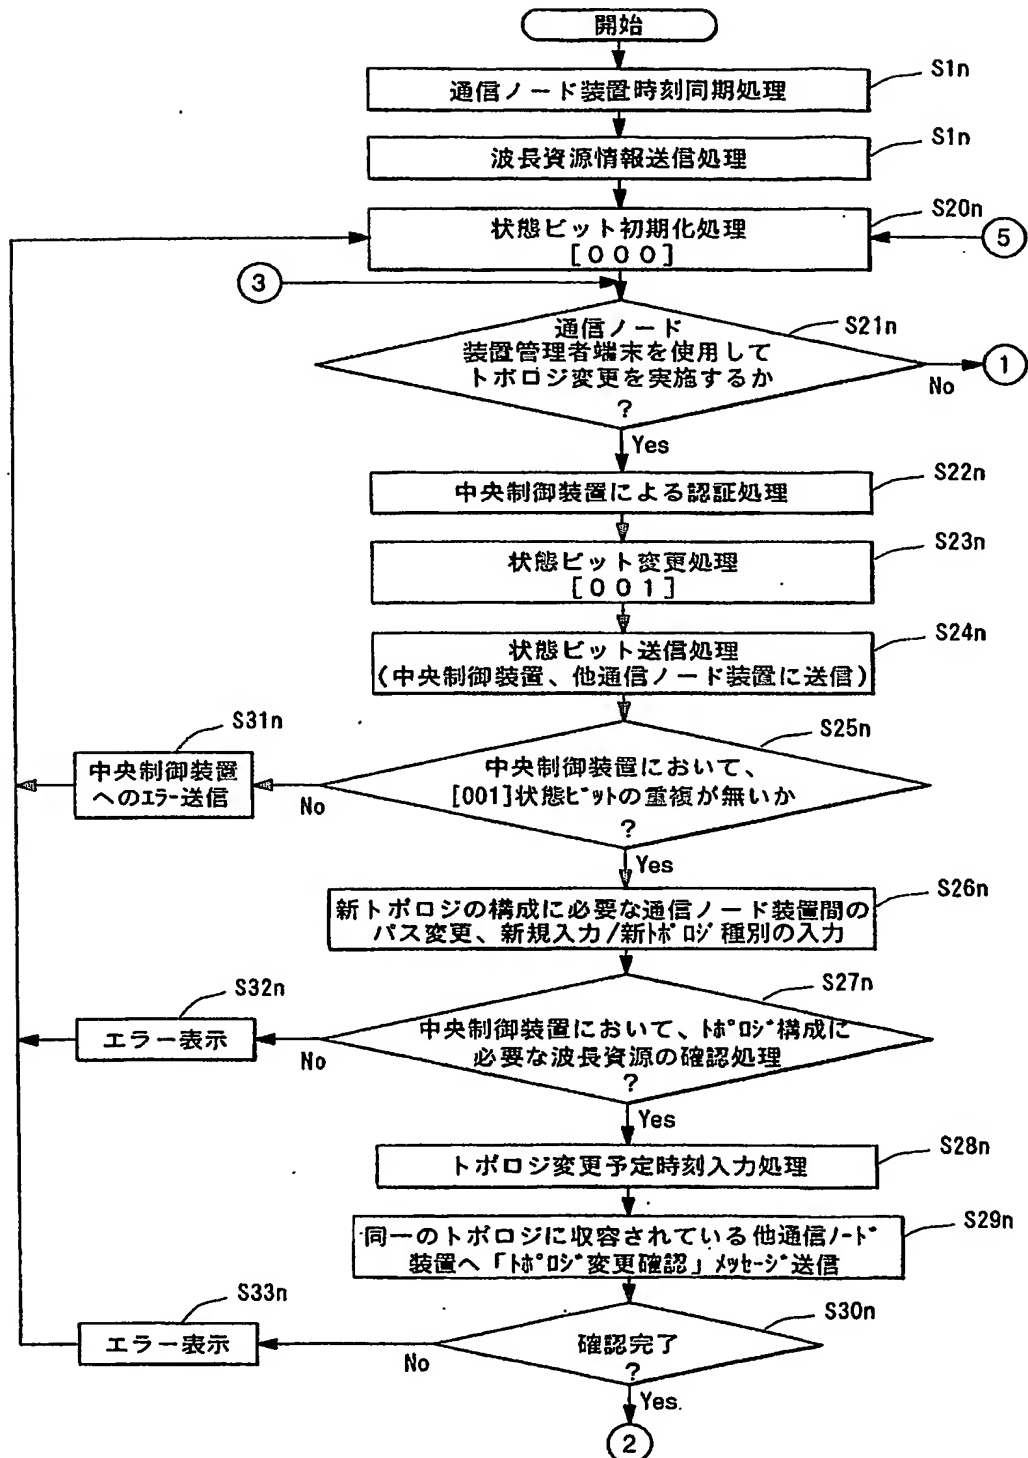 開始
通信ノード装置時刻同期処理
S1n
波長資源情報送信処理
S1n
状態ビット初期化処理
[000]
S20n
5
3
通信ノード
装置管理者端末を使用して
トポロジ変更を実施するか
?
S21n
No
1
Yes
中央制御装置による認証処理
S22n
状態ビット変更処理
[001]
S23n
状態ビット送信処理
(中央制御装置、他通信ノード装置に送信)
S24n
中央制御装置において、
[001]状態ビットの重複が無いか
?
S25n
No
中央制御装置
へのエラー送信
S31n
Yes
新トポロジの構成に必要な通信ノード装置間の
パス変更、新規入力/新トポロジ種別の入力
S26n
中央制御装置において、トポロジ構成に
必要な波長資源の確認処理
?
S27n
No
エラー表示
S32n
Yes
トポロジ変更予定時刻入力処理
S28n
同一のトポロジに収容されている他通信ノード
装置へ「トポロジ変更確認」メッセージ送信
S29n
確認完了
?
S30n
No
エラー表示
S33n
Yes.
2